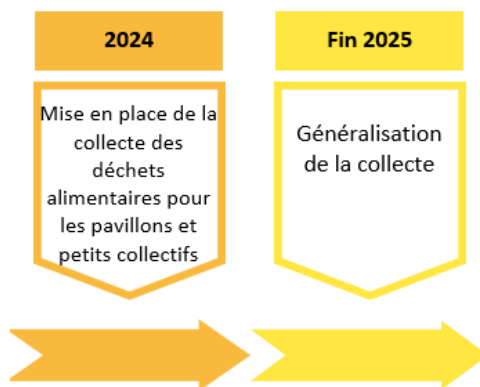 2024
Mise en place de la
collecte des
déchets
alimentaires pour
les pavillons et
petits collectifs
Fin 2025
Généralisation
de la collecte